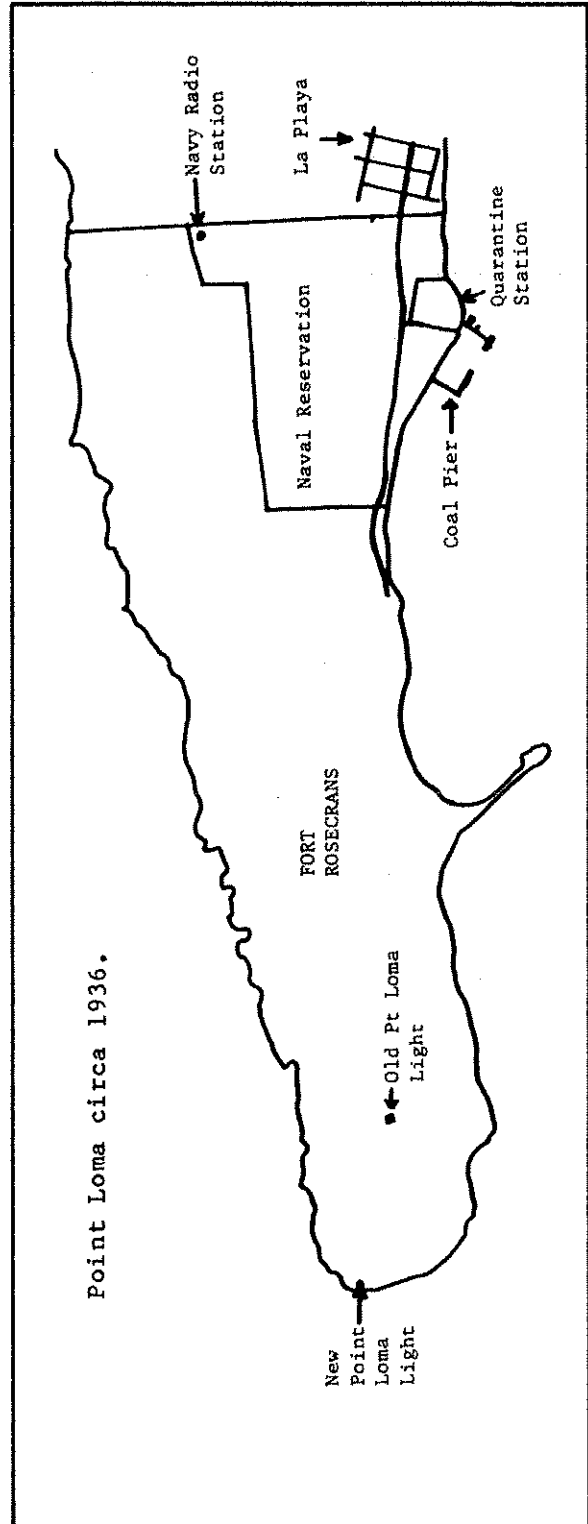 Point Loma circa 1936.
New
Point
Loma
Light
Old Pt Loma
Light
FORT
ROSECRANS
Naval Reservation
Navy Radio
Station
La Playa
Coal Pier
Quarantine
Station